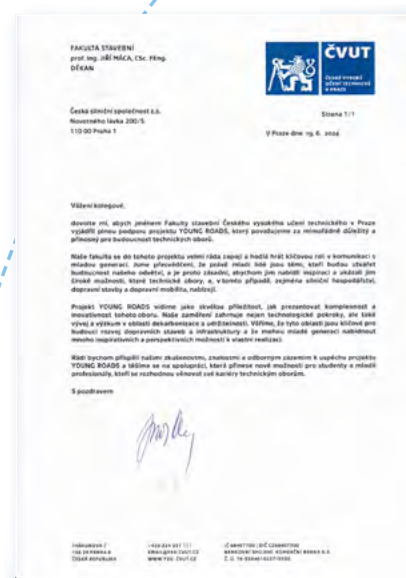 FAKULTA STAVEBNÍ
prof. Ing. JIŘÍ MÁCA, CSc. FEng.
DĚKAN
ČVUT
ČESKÉ VYSOKÉ
UČENÍ TECHNICKÉ
V PRAZE
Česká silniční společnost z.s.
Novotného lávka 200/5
110 00 Praha 1
Strana 1/1
V Praze dne 19. 6. 2024
Vážení kolegové,
dovolte mi, abych jménem Fakulty stavební Českého vysokého učení technického v Praze
vyjádřil plnou podporu projektu YOUNG ROADS, který považujeme za mimořádně důležitý a
přínosný pro budoucnost technických oborů.
Naše fakulta se do tohoto projektu velmi ráda zapojí a hodlá hrát klíčovou roli v komunikaci s
mladou generací. Jsme přesvědčeni, že právě mladí lidé jsou těmi, kteří budou utvářet
budoucnost našeho odvětví, a je proto zásadní, abychom jim nabídli inspiraci a ukázali jim
široké možnosti, které technické obory, a, v tomto případě, zejména silniční hospodářství,
dopravní stavby a dopravní mobilita, nabízejí.
Projekt YOUNG ROADS vidíme jako skvělou příležitost, jak prezentovat komplexnost a
inovativnost tohoto oboru. Naše zaměření zahrnuje nejen technologické pokroky, ale také
vývoj a výzkum v oblasti dekarbonizace a udržitelnosti. Věříme, že tyto oblasti jsou klíčové pro
budoucí rozvoj dopravních staveb a infrastruktury a že mohou mladé generaci nabídnout
mnoho inspirativních a perspektivních možností k vlastní realizaci.
Rádi bychom přispěli našimi zkušenostmi, znalostmi a odborným zázemím k úspěchu projektu
YOUNG ROADS a těšíme se na spolupráci, která přinese nové možnosti pro studenty a mladé
profesionály, kteří se rozhodnou věnovat své kariéry technickým oborům.
S pozdravem
THÁKUROVA 7
166 29 PRAHA 6
ČESKÁ REPUBLIKA
WWW.FSV.CVUT.CZ